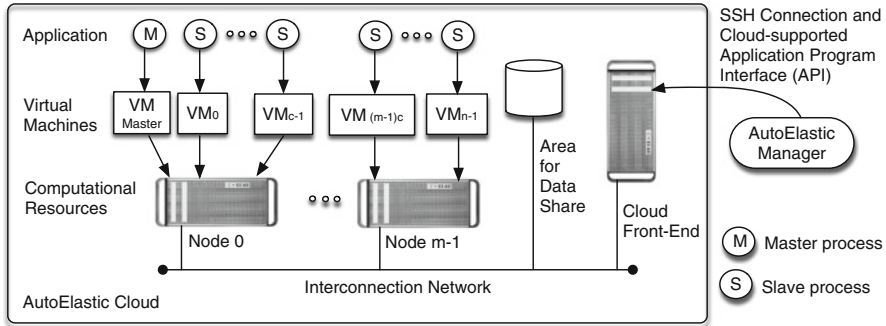 Application
M
S
S
S
S
SSH Connection and
Cloud-supported
Application Program
Interface (API)
Virtual
Machines
VM
Master
VM0
VMc-1
VM (m-1)c
VMn-1
AutoElastic
Manager
Area
for
Data
Share
Computational
Resources
Cloud
Front-End
Node 0
Node m-1
M Master process
S Slave process
Interconnection Network
AutoElastic Cloud